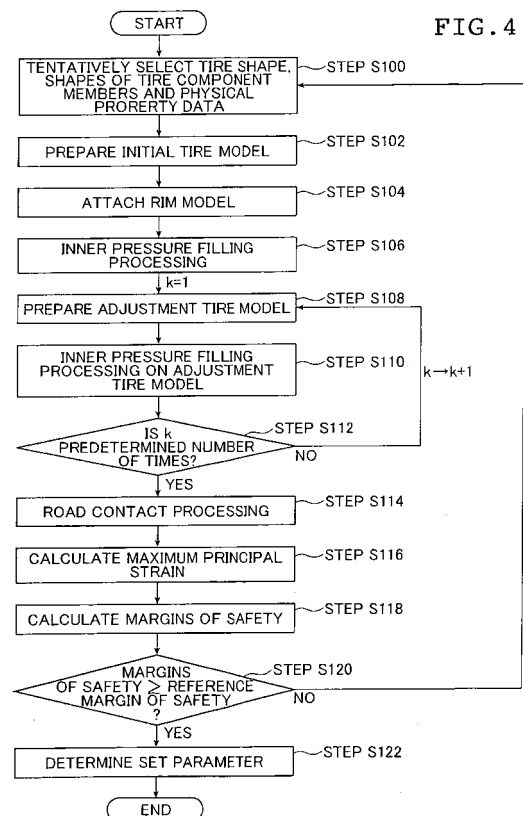 START
FIG.4
TENTATIVELY SELECT TIRE SHAPE,
SHAPES OF TIRE COMPONENT
MEMBERS AND PHYSICAL
PRORERTY DATA
STEP S100
PREPARE INITIAL TIRE MODEL
STEP S102
ATTACH RIM MODEL
STEP S104
INNER PRESSURE FILLING
PROCESSING
STEP S106
k=1
PREPARE ADJUSTMENT TIRE MODEL
STEP S108
INNER PRESSURE FILLING
PROCESSING ON ADJUSTMENT
TIRE MODEL
STEP S110
k→k+1
IS k
PREDETERMINED NUMBER
OF TIMES?
STEP S112
NO
YES
ROAD CONTACT PROCESSING
STEP S114
CALCULATE MAXIMUM PRINCIPAL
STRAIN
STEP S116
CALCULATE MARGINS OF SAFETY
STEP S118
MARGINS
OF SAFETY ≧ REFERENCE
MARGIN OF SAFETY
?
STEP S120
NO
YES
DETERMINE SET PARAMETER
STEP S122
END